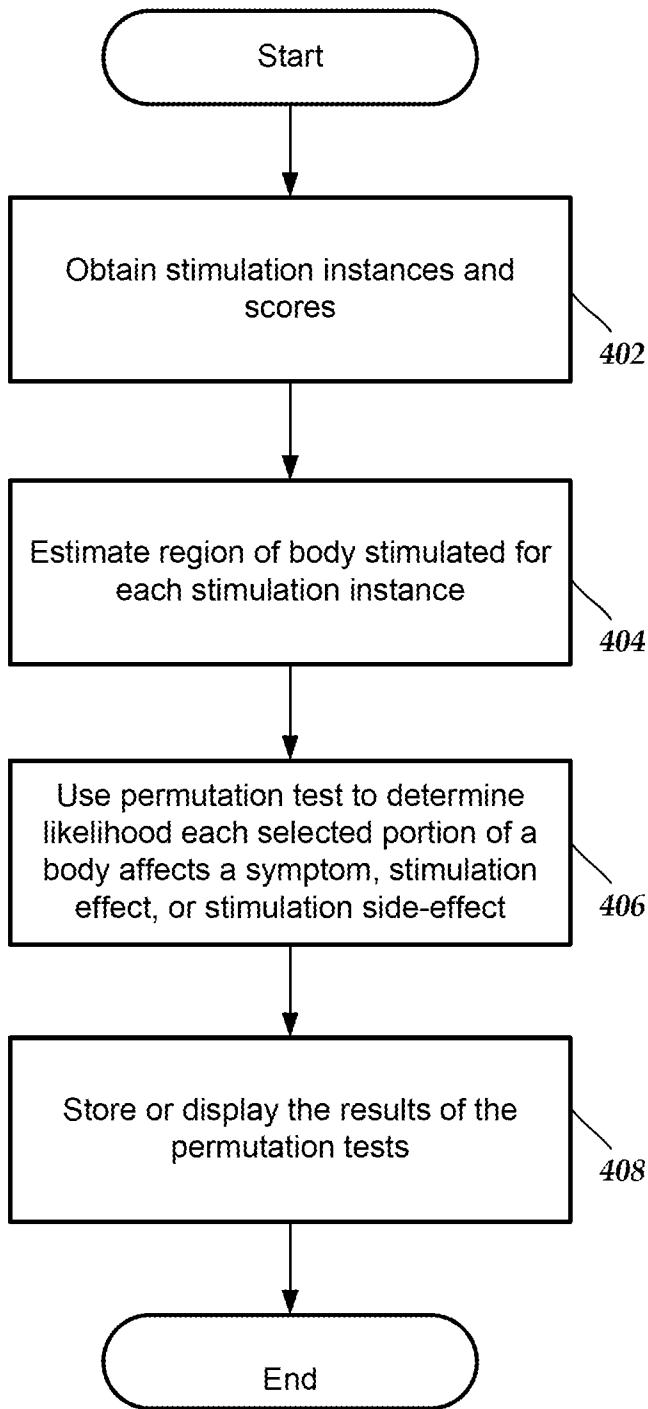 Start
Obtain stimulation instances and
scores
402
Estimate region of body stimulated for
each stimulation instance
404
Use permutation test to determine
likelihood each selected portion of a
body affects a symptom, stimulation
effect, or stimulation side-effect
406
Store or display the results of the
permutation tests
408
End